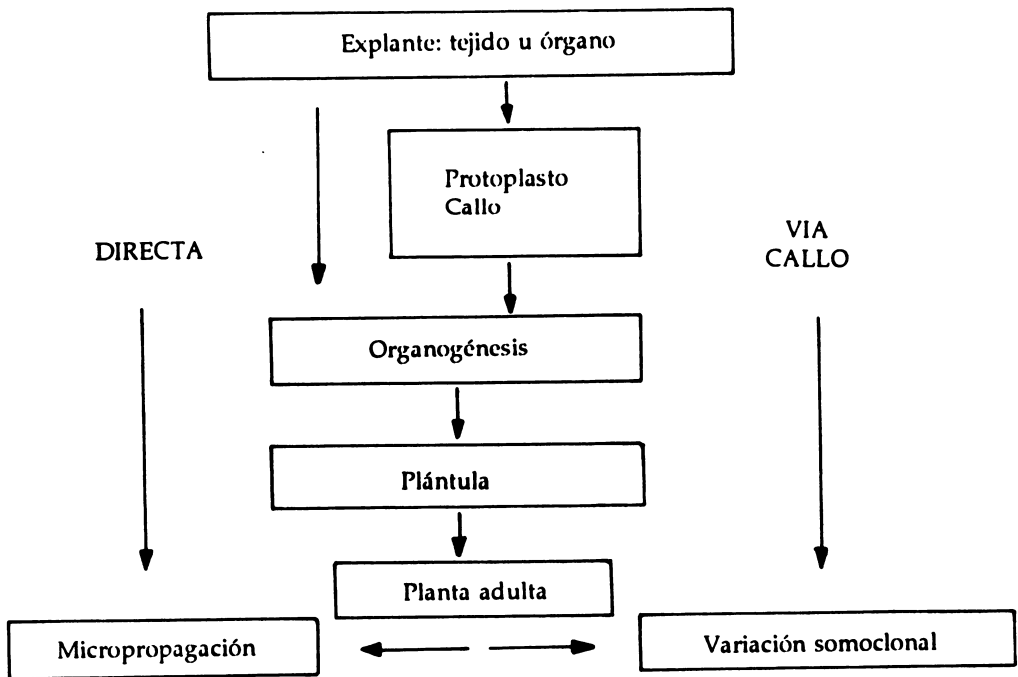 Explante: tejido u órgano
Protoplasto
Callo
DIRECTA
VIA
CALLO
Organogénesis
Plántula
Planta adulta
Micropropagación
Variación somoclonal